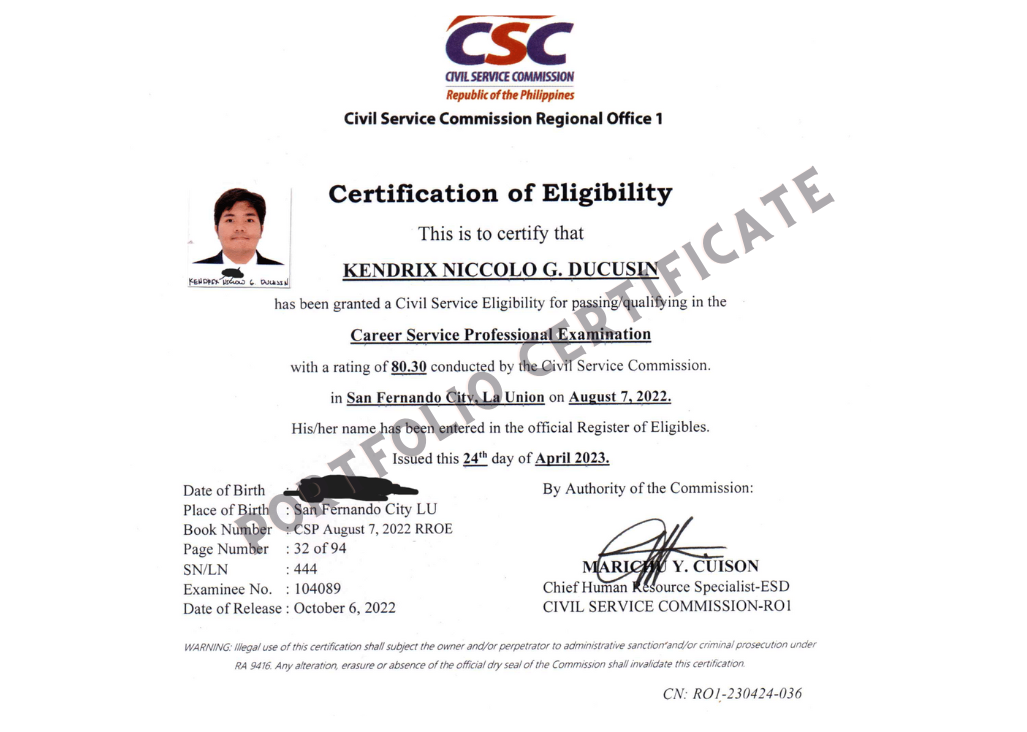 CSC
CIVIL SERVICE COMMISSION
Republic of the Philippines
Civil Service Commission Regional Office 1
Certification of Eligibility
This is to certify that
KENDRIX NICCOLO G. DUCUSIN
KENDRIX NICCOLO G. DUCUSIN
has been granted a Civil Service Eligibility for passing/qualifying in the
Career Service Professional Examination
with a rating of 80.30 conducted by the Civil Service Commission.
in San Fernando City, La Union on August 7, 2022.
His/her name has been entered in the official Register of Eligibles.
Issued this 24th day of April 2023.
PORTFOLIO CERTIFICATE
Date of Birth :
Place of Birth : San Fernando City LU
Book Number : CSP August 7, 2022 RROE
Page Number : 32 of 94
SN/LN : 444
Examinee No. : 104089
Date of Release : October 6, 2022
By Authority of the Commission:
MARICHU Y. CUISON
Chief Human Resource Specialist-ESD
CIVIL SERVICE COMMISSION-RO1
WARNING: Illegal use of this certification shall subject the owner and/or perpetrator to administrative sanction and/or criminal prosecution under
RA 9416. Any alteration, erasure or absence of the official dry seal of the Commission shall invalidate this certification.
CN: RO1-230424-036